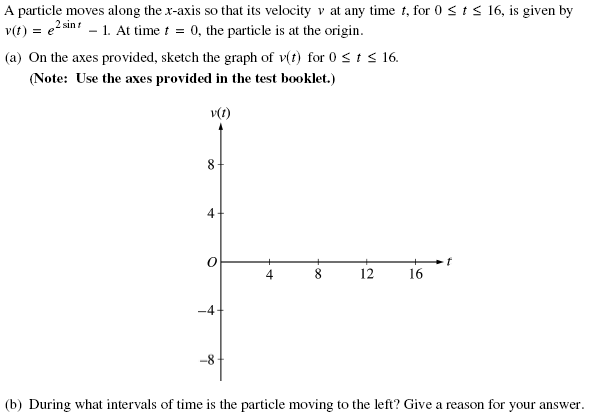 A particle moves along the x-axis so that its velocity v at any time t, for 0 ≤ t ≤ 16, is given by
v(t) = e^{2 sin t} − 1. At time t = 0, the particle is at the origin.
(a) On the axes provided, sketch the graph of v(t) for 0 ≤ t ≤ 16.
(Note: Use the axes provided in the test booklet.)
v(t)
8
4
O
t
4 8 12 16
−4
−8
(b) During what intervals of time is the particle moving to the left? Give a reason for your answer.